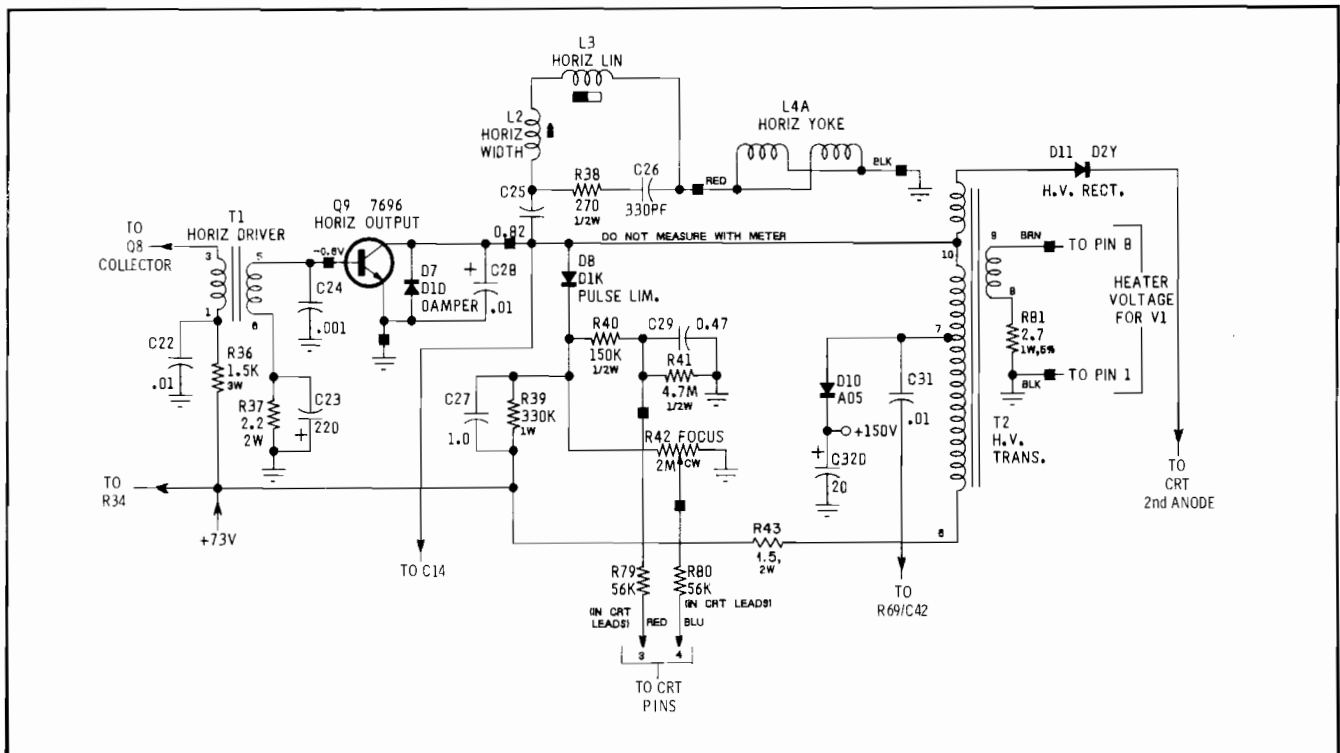 L3
HORIZ LIN
L4A
HORIZ YOKE
L2
HORIZ
WIDTH
D11 D2Y
H.V. RECT.
C25
0.82
R38
270
1/2W
C26
330PF
RED
BLK
TO
Q8
COLLECTOR
T1
HORIZ DRIVER
3
1
5
6
Q9 7696
HORIZ OUTPUT
-0.6V
DO NOT MEASURE WITH METER
D7
D1D
DAMPER
C28
+
.01
D8
D1K
PULSE LIM.
C24
.001
C22
.01
R36
1.5K
3W
R37
2.2
2W
C23
220
+
R40
150K
1/2W
C29 0.47
R41
4.7M
1/2W
C27
1.0
R39
330K
1W
R42 FOCUS
2M
CW
10
9
BRN
TO PIN 8
HEATER
VOLTAGE
FOR V1
8
R81
2.7
1W,5%
BLK
TO PIN 1
7
D10
A05
C31
.01
+150V
+
C32D
20
T2
H.V.
TRANS.
6
TO
R34
+73V
TO C14
R43
1.5,
2W
TO
CRT
2nd ANODE
R79
56K
(IN CRT
LEADS)
RED
R80
56K
(IN CRT LEADS)
BLU
3
4
TO CRT
PINS
TO
R69/C42